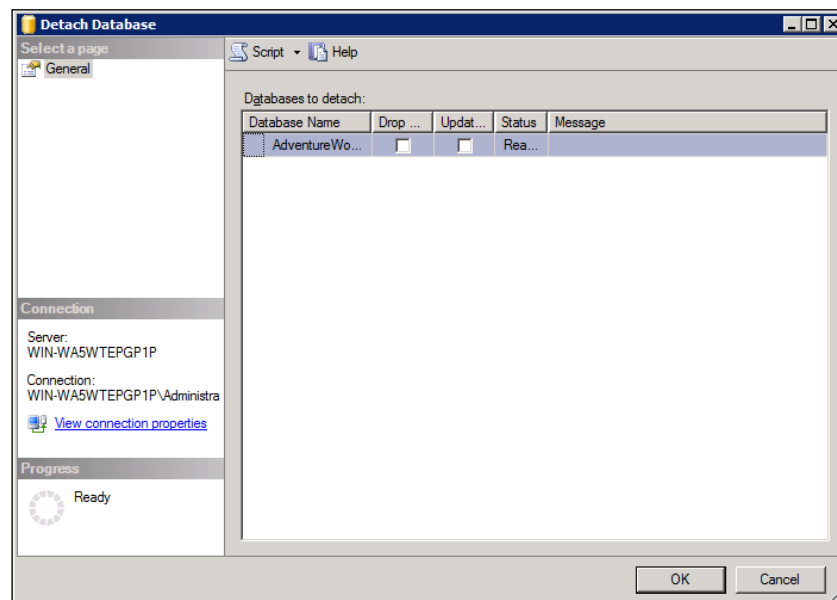 Detach Database
Select a page
General
Script
Help
Databases to detach:
Database Name Drop ... Updat... Status Message
AdventureWo... Rea...
Connection
Server:
WIN-WA5WTEPGP1P
Connection:
WIN-WA5WTEPGP1P\Administra
View connection properties
Progress
Ready
OK
Cancel